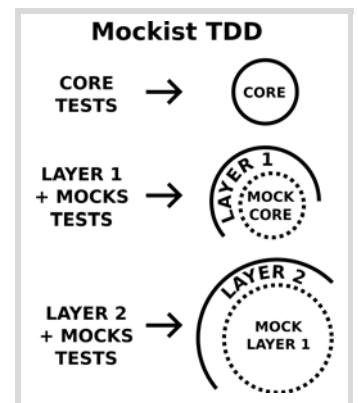 Mockist TDD
CORE
TESTS
CORE
LAYER 1
+ MOCKS
TESTS
LAYER 1
MOCK
CORE
LAYER 2
+ MOCKS
TESTS
LAYER 2
MOCK
LAYER 1